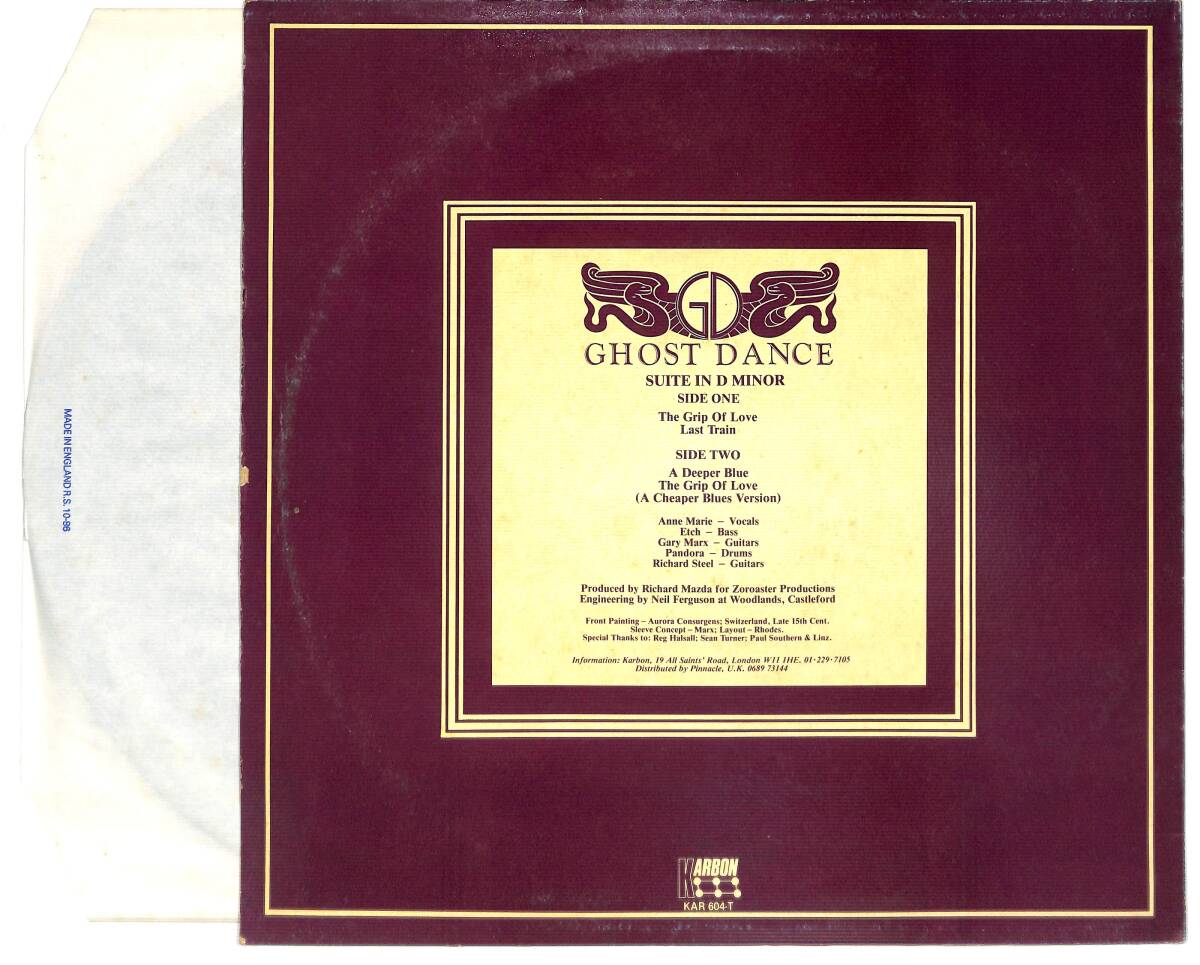 GD
GHOST DANCE
SUITE IN D MINOR
SIDE ONE
The Grip Of Love
Last Train
SIDE TWO
A Deeper Blue
The Grip Of Love
(A Cheaper Blues Version)
Anne Marie – Vocals
Etch – Bass
Gary Marx – Guitars
Pandora – Drums
Richard Steel – Guitars
Produced by Richard Mazda for Zoroaster Productions
Engineering by Neil Ferguson at Woodlands, Castleford
Front Painting – Aurora Consurgens; Switzerland, Late 15th Cent.
Sleeve Concept – Marx; Layout – Rhodes.
Special Thanks to: Reg Halsall; Sean Turner; Paul Southern & Linz.
Information: Karbon, 19 All Saints' Road, London W11 1HE. 01·229·7105
Distributed by Pinnacle, U.K. 0689 73144
KARBON
KAR 604-T
MADE IN ENGLAND R.S. 10-86